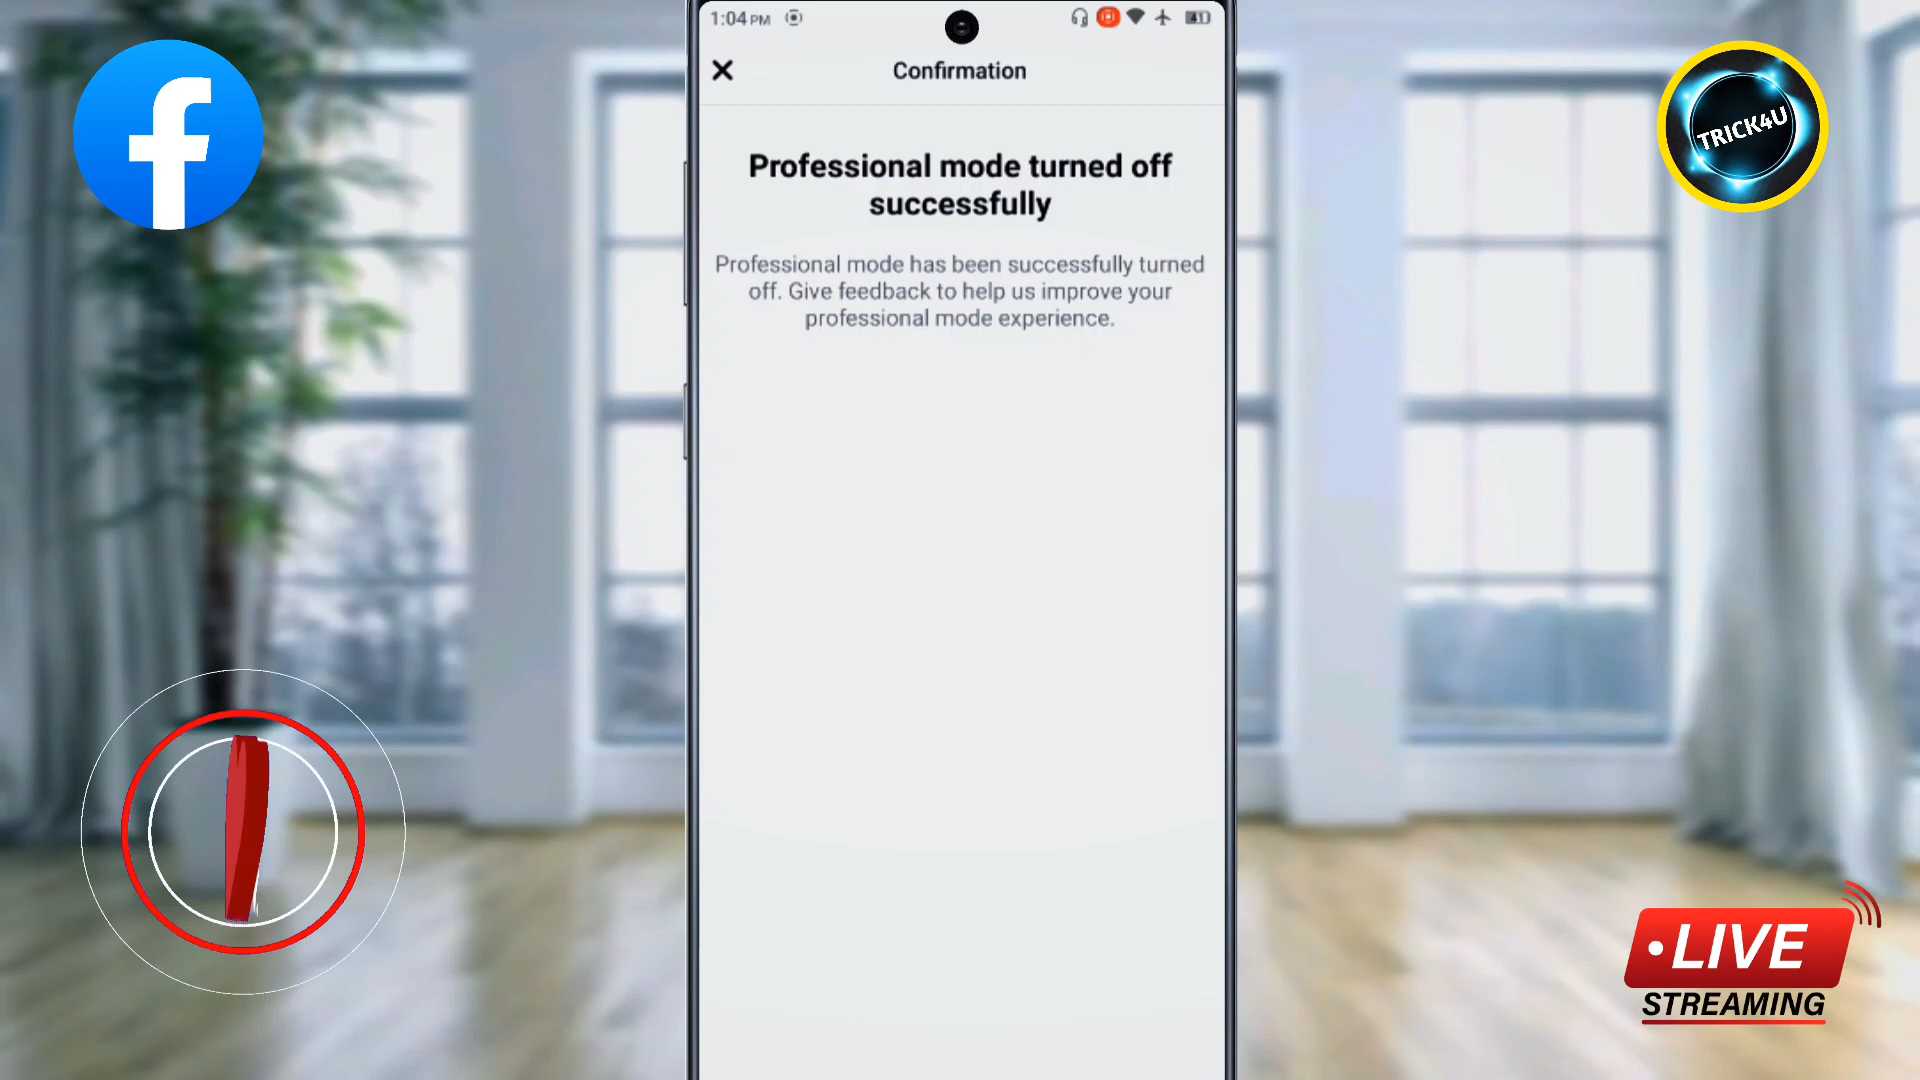 1:04 PM
41
Confirmation
Professional mode turned off
successfully
Professional mode has been successfully turned
off. Give feedback to help us improve your
professional mode experience.
TRICK4U
LIVE
STREAMING